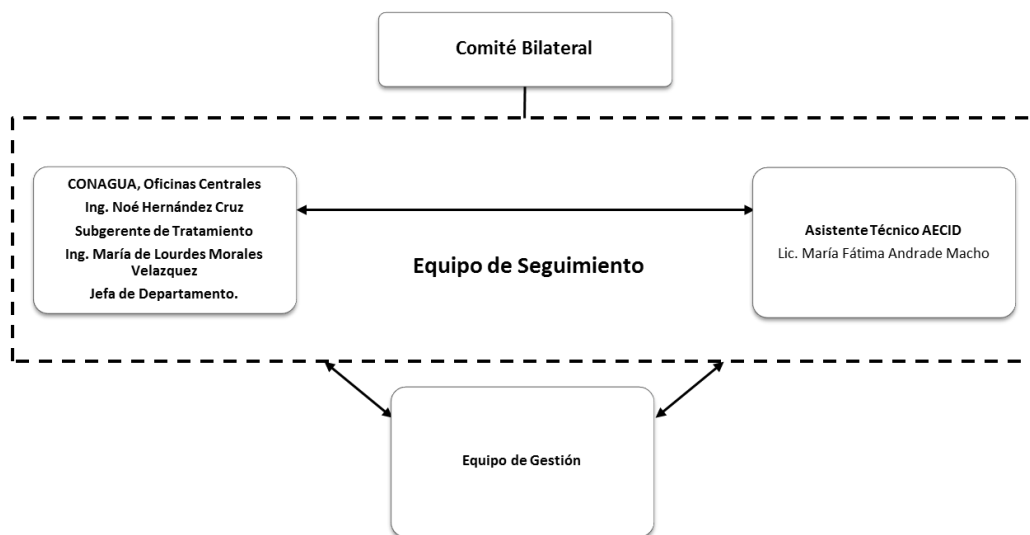 Comité Bilateral
CONAGUA, Oficinas Centrales
Ing. Noé Hernández Cruz
Subgerente de Tratamiento
Ing. María de Lourdes Morales
Velazquez
Jefa de Departamento.
Equipo de Seguimiento
Asistente Técnico AECID
Lic. María Fátima Andrade Macho
Equipo de Gestión